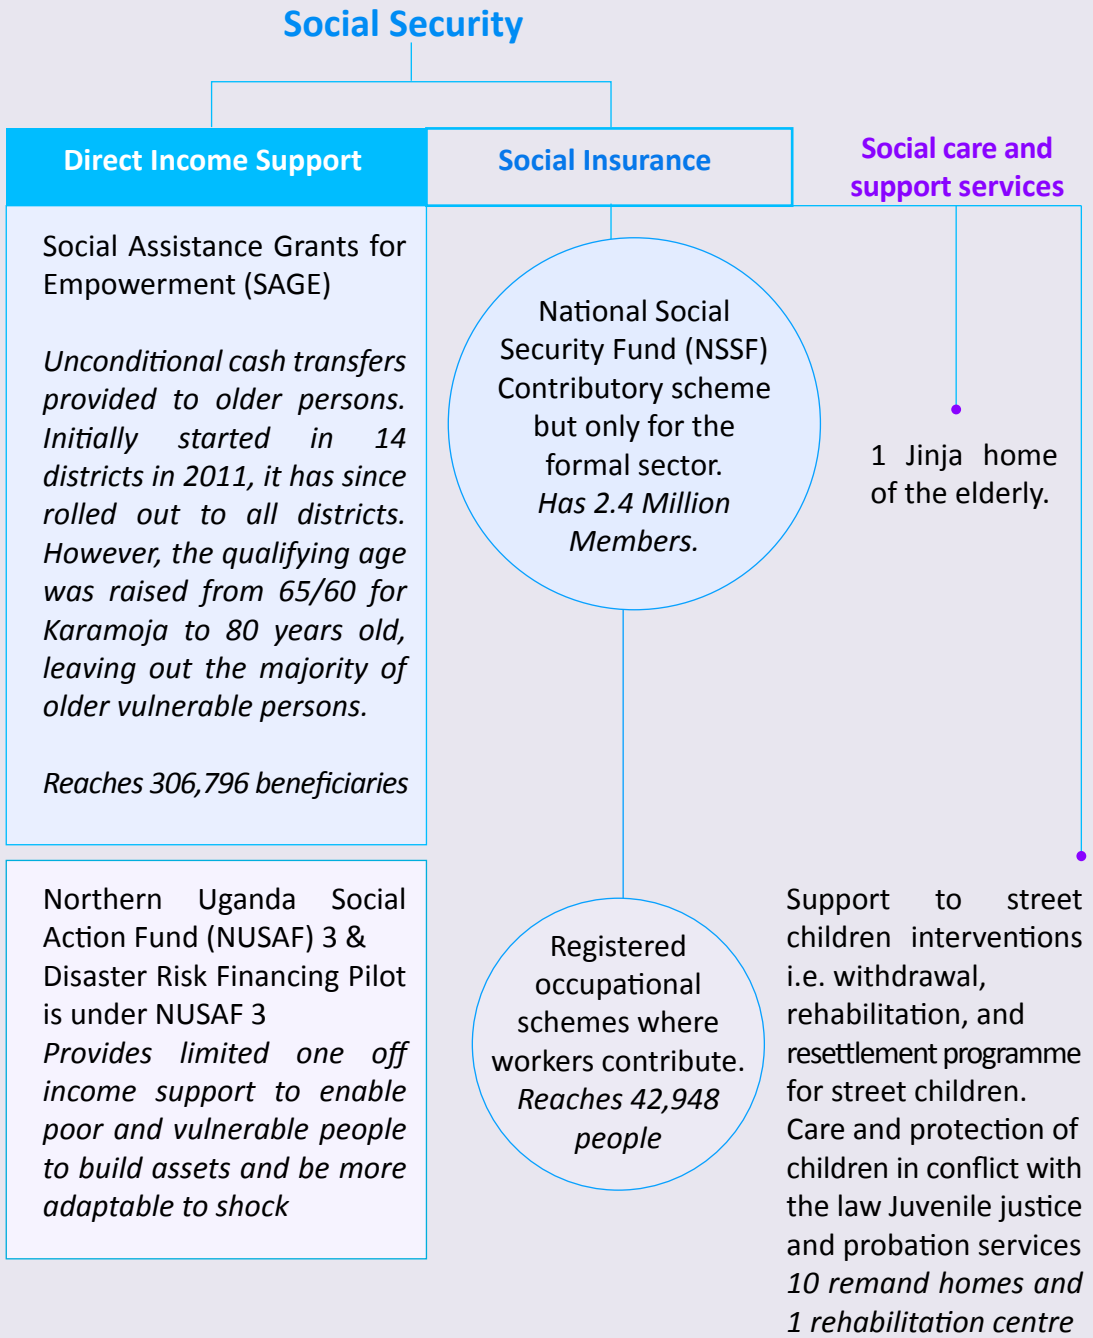 Social Security
Direct Income Support
Social Assistance Grants for
Empowerment (SAGE)
Unconditional cash transfers
provided to older persons.
Initially started in 14
districts in 2011, it has since
rolled out to all districts.
However, the qualifying age
was raised from 65/60 for
Karamoja to 80 years old,
leaving out the majority of
older vulnerable persons.
Reaches 306,796 beneficiaries
Northern Uganda Social
Action Fund (NUSAF) 3 &
Disaster Risk Financing Pilot
is under NUSAF 3
Provides limited one off
income support to enable
poor and vulnerable people
to build assets and be more
adaptable to shock
Social Insurance
National Social
Security Fund (NSSF)
Contributory scheme
but only for the
formal sector.
Has 2.4 Million
Members.
Registered
occupational
schemes where
workers contribute.
Reaches 42,948
people
Social care and
support services
1 Jinja home
of the elderly.
Support to street
children interventions
i.e. withdrawal,
rehabilitation, and
resettlement programme
for street children.
Care and protection of
children in conflict with
the law Juvenile justice
and probation services
10 remand homes and
1 rehabilitation centre